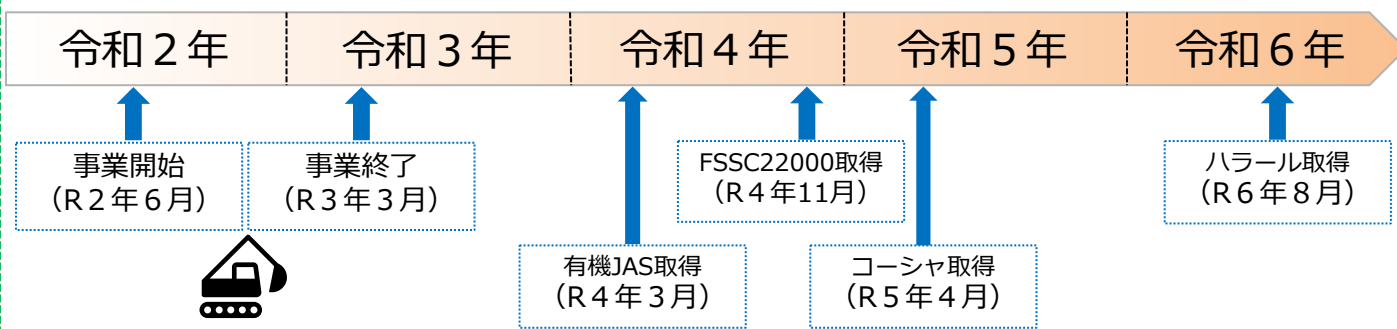 令和２年
令和３年
令和４年
令和５年
令和６年
事業開始
（R２年６月）
事業終了
（R３年３月）
FSSC22000取得
（R４年11月）
ハラール取得
（R６年８月）
有機JAS取得
（R４年３月）
コーシャ取得
（R５年４月）